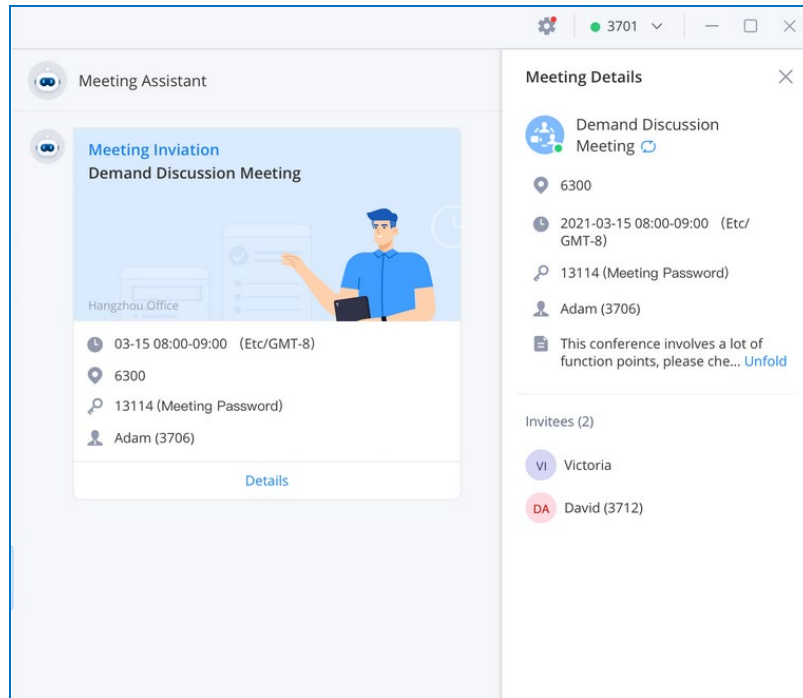 3701
Meeting Assistant
Meeting Inviation
Demand Discussion Meeting
Hangzhou Office
03-15 08:00-09:00 (Etc/GMT-8)
6300
13114 (Meeting Password)
Adam (3706)
Details
Meeting Details
Demand Discussion
Meeting
6300
2021-03-15 08:00-09:00 (Etc/
GMT-8)
13114 (Meeting Password)
Adam (3706)
This conference involves a lot of
function points, please che... Unfold
Invitees (2)
VI Victoria
DA David (3712)